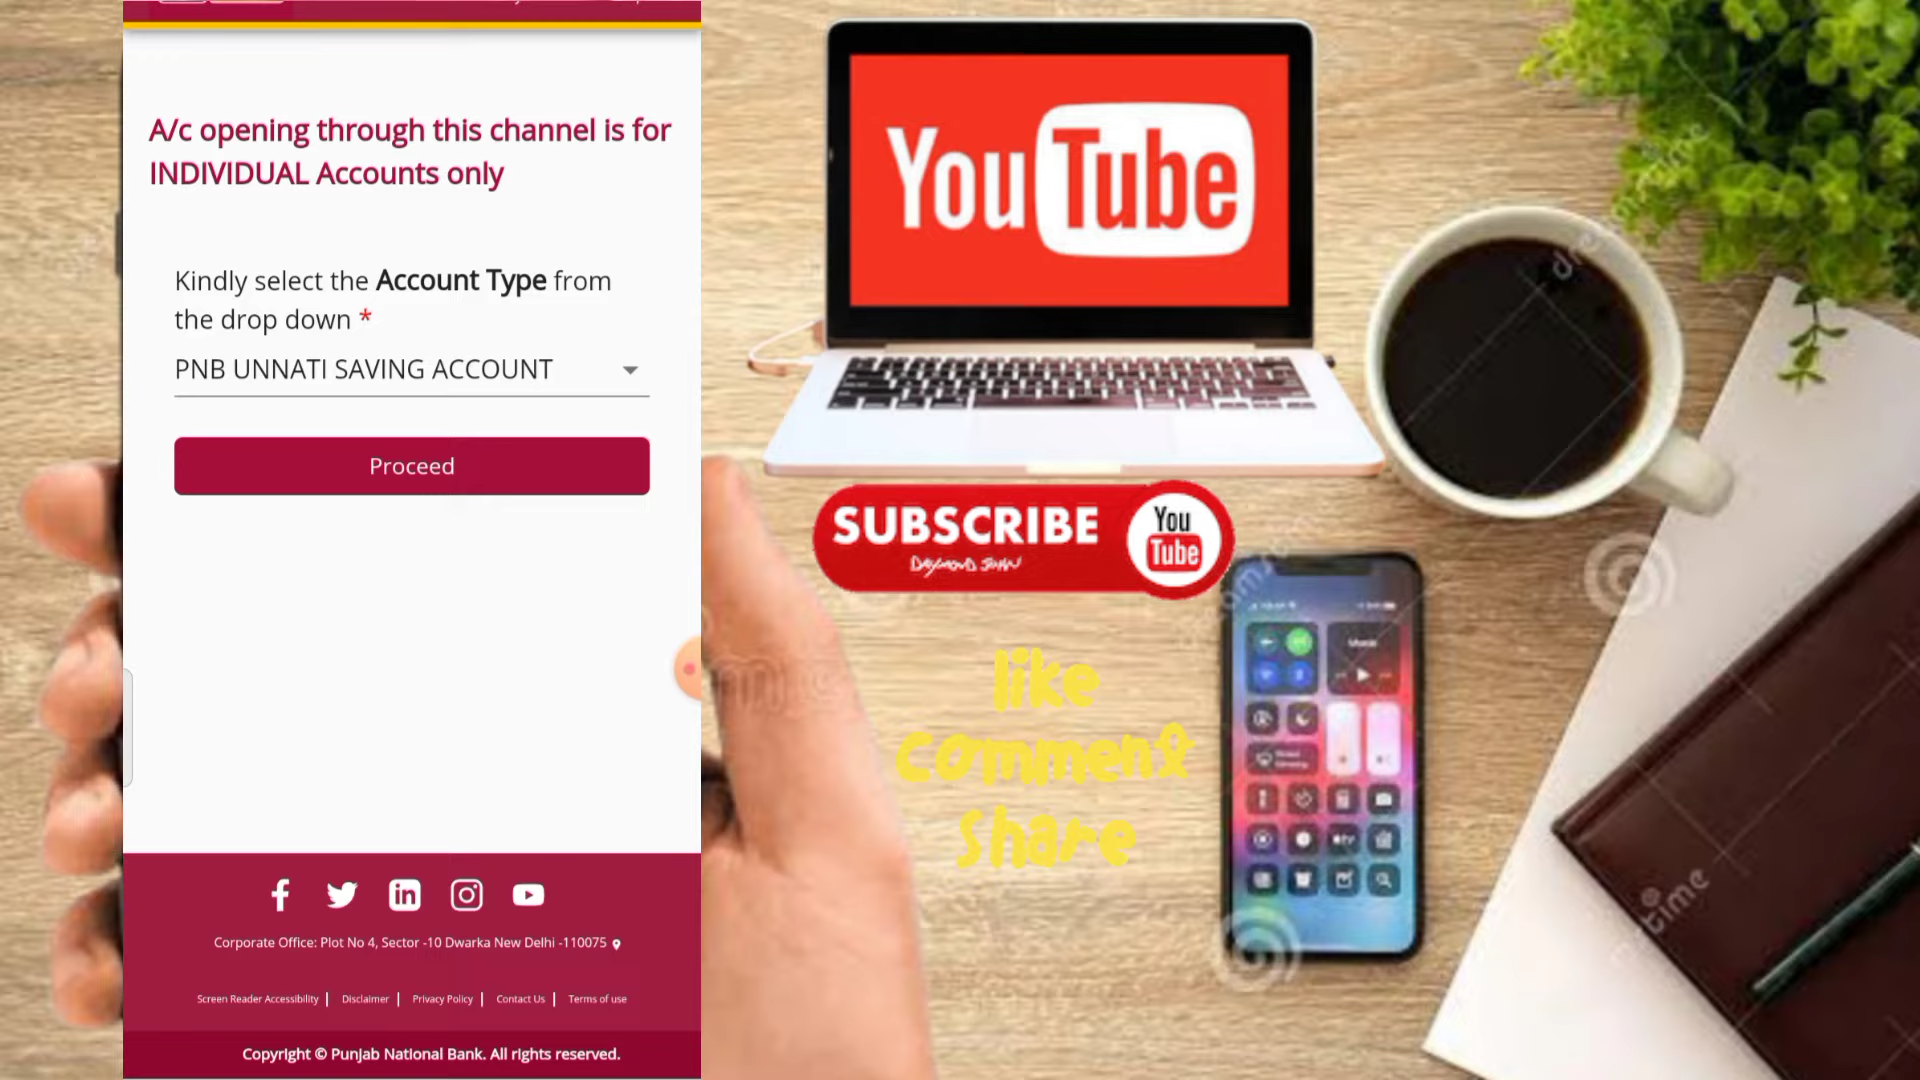 A/c opening through this channel is for
INDIVIDUAL Accounts only
Kindly select the Account Type from
the drop down *
PNB UNNATI SAVING ACCOUNT
Proceed
Corporate Office: Plot No 4, Sector -10 Dwarka New Delhi -110075
Screen Reader Accessibility | Disclaimer | Privacy Policy | Contact Us | Terms of use
Copyright © Punjab National Bank. All rights reserved.
YouTube
SUBSCRIBE
DAYMOND JOHN
You
Tube
like
comment
share